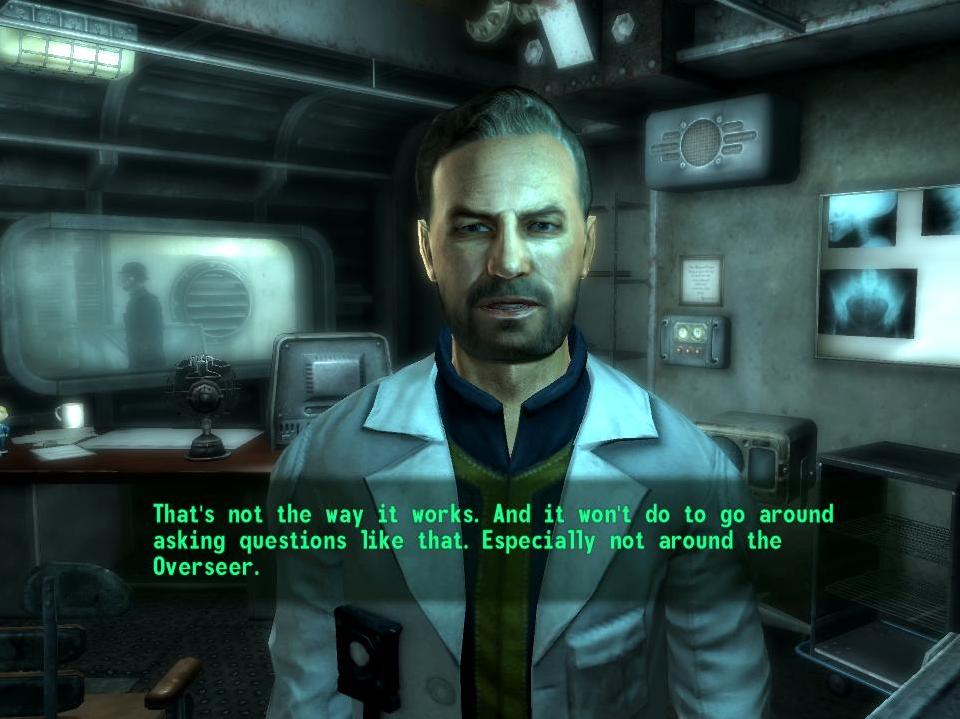 That's not the way it works. And it won't do to go around
asking questions like that. Especially not around the
Overseer.